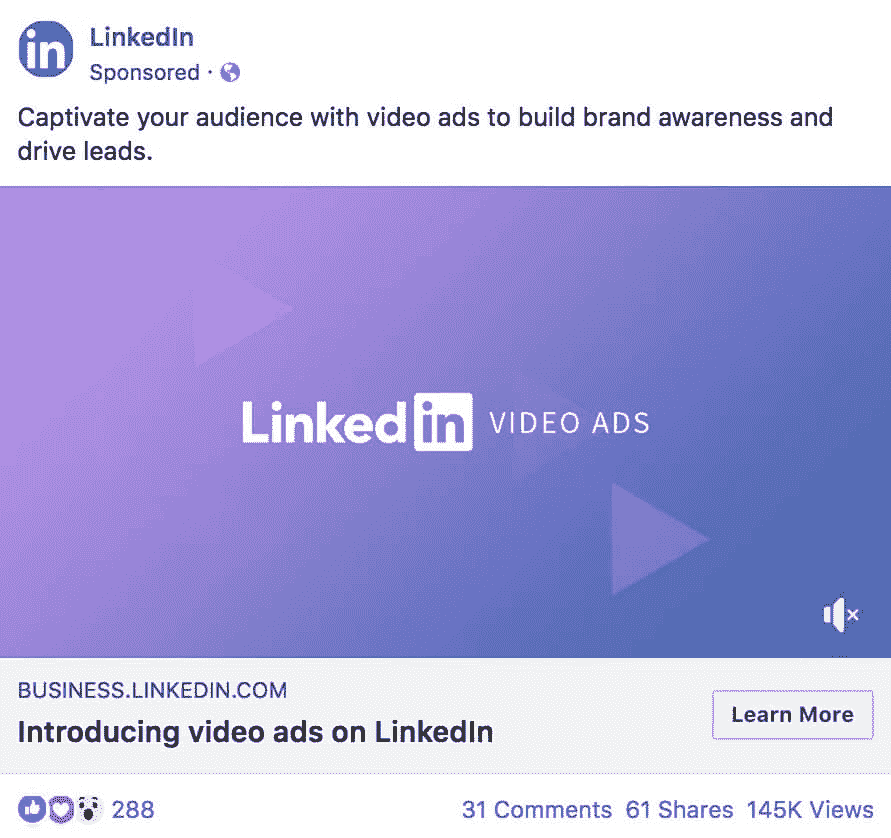 in
LinkedIn
Sponsored ·
Captivate your audience with video ads to build brand awareness and
drive leads.
Linkedin VIDEO ADS
BUSINESS.LINKEDIN.COM
Introducing video ads on LinkedIn
Learn More
288 31 Comments 61 Shares 145K Views